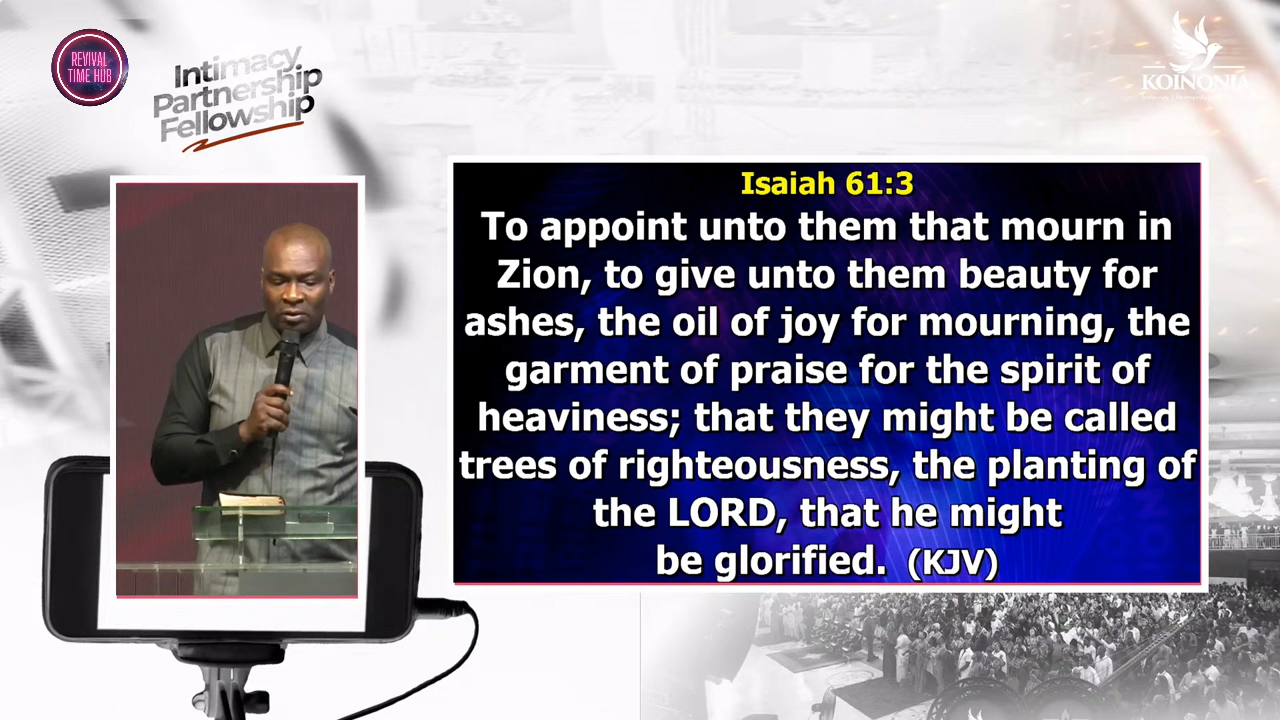 REVIVAL
TIME HUB
Intimacy
Partnership
Fellowship
KOINONIA
Isaiah 61:3
To appoint unto them that mourn in
Zion, to give unto them beauty for
ashes, the oil of joy for mourning, the
garment of praise for the spirit of
heaviness; that they might be called
trees of righteousness, the planting of
the LORD, that he might
be glorified. (KJV)